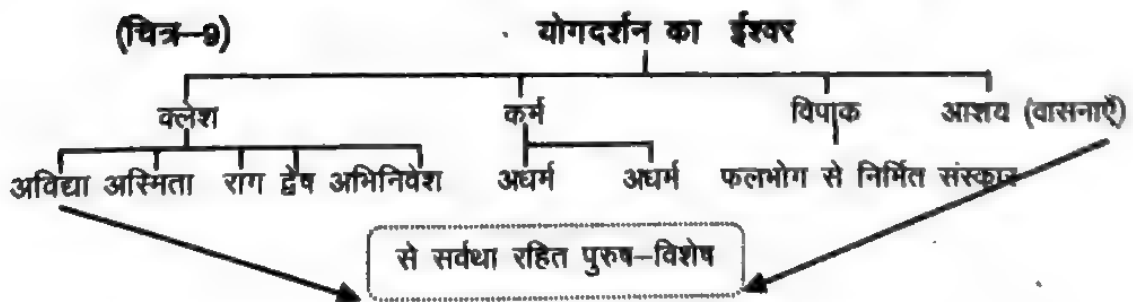 (चित्र-9) योगदर्शन का ईश्वर
क्लेश कर्म विपाक आशय (वासनाएँ)
अविद्या अस्मिता राग द्वेष अभिनिवेश अधर्म अधर्म फलभोग से निर्मित संस्कार
से सर्वथा रहित पुरुष-विशेष